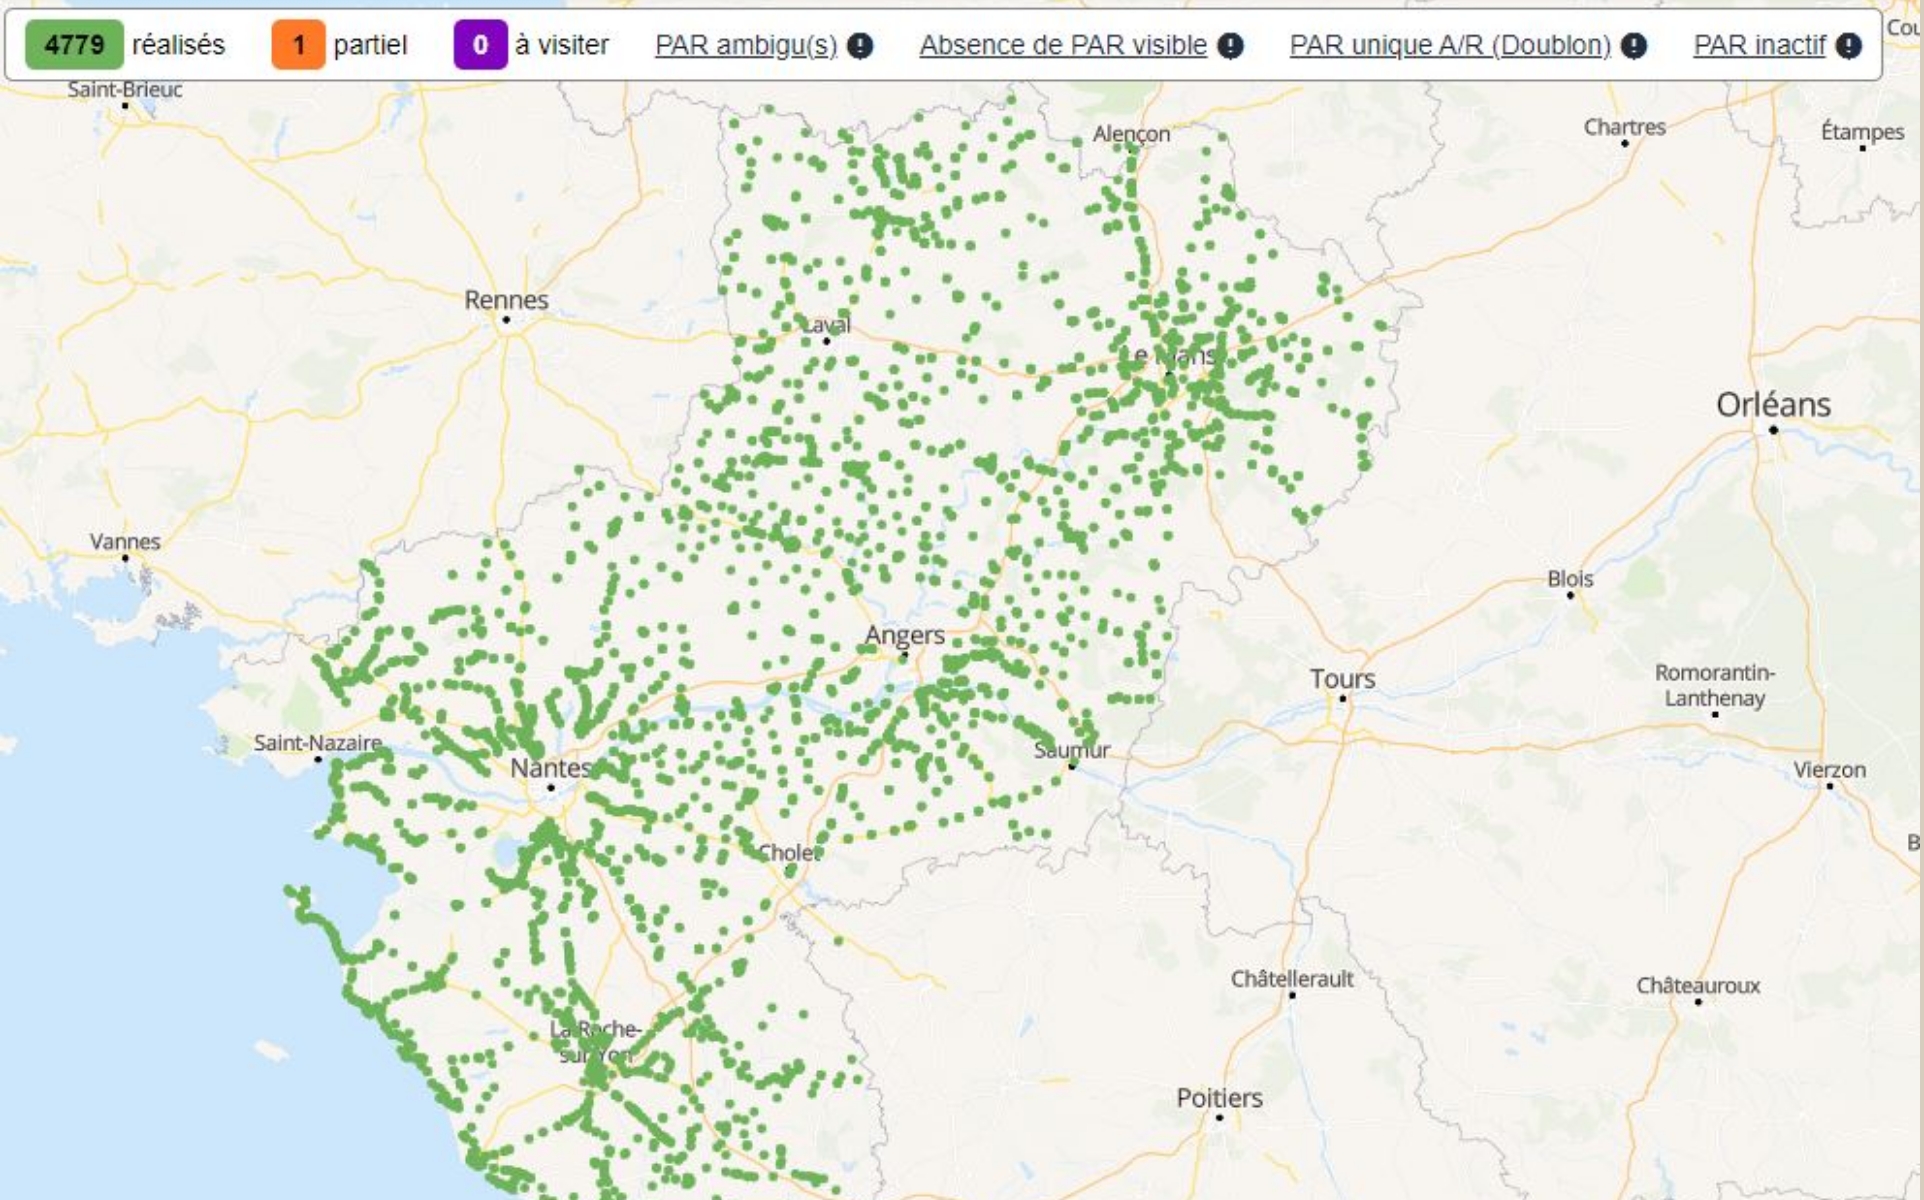 4779 réalisés 1 partiel 0 à visiter PAR ambigu(s) Absence de PAR visible PAR unique A/R (Doublon) PAR inactif
Saint-Brieuc
Alençon
Chartres
Étampes
Rennes
Laval
Le Mans
Orléans
Vannes
Blois
Angers
Tours
Romorantin-
Lanthenay
Saint-Nazaire
Saumur
Nantes
Vierzon
Cholet
Châtellerault
Châteauroux
La Roche-
sur-Yon
Poitiers